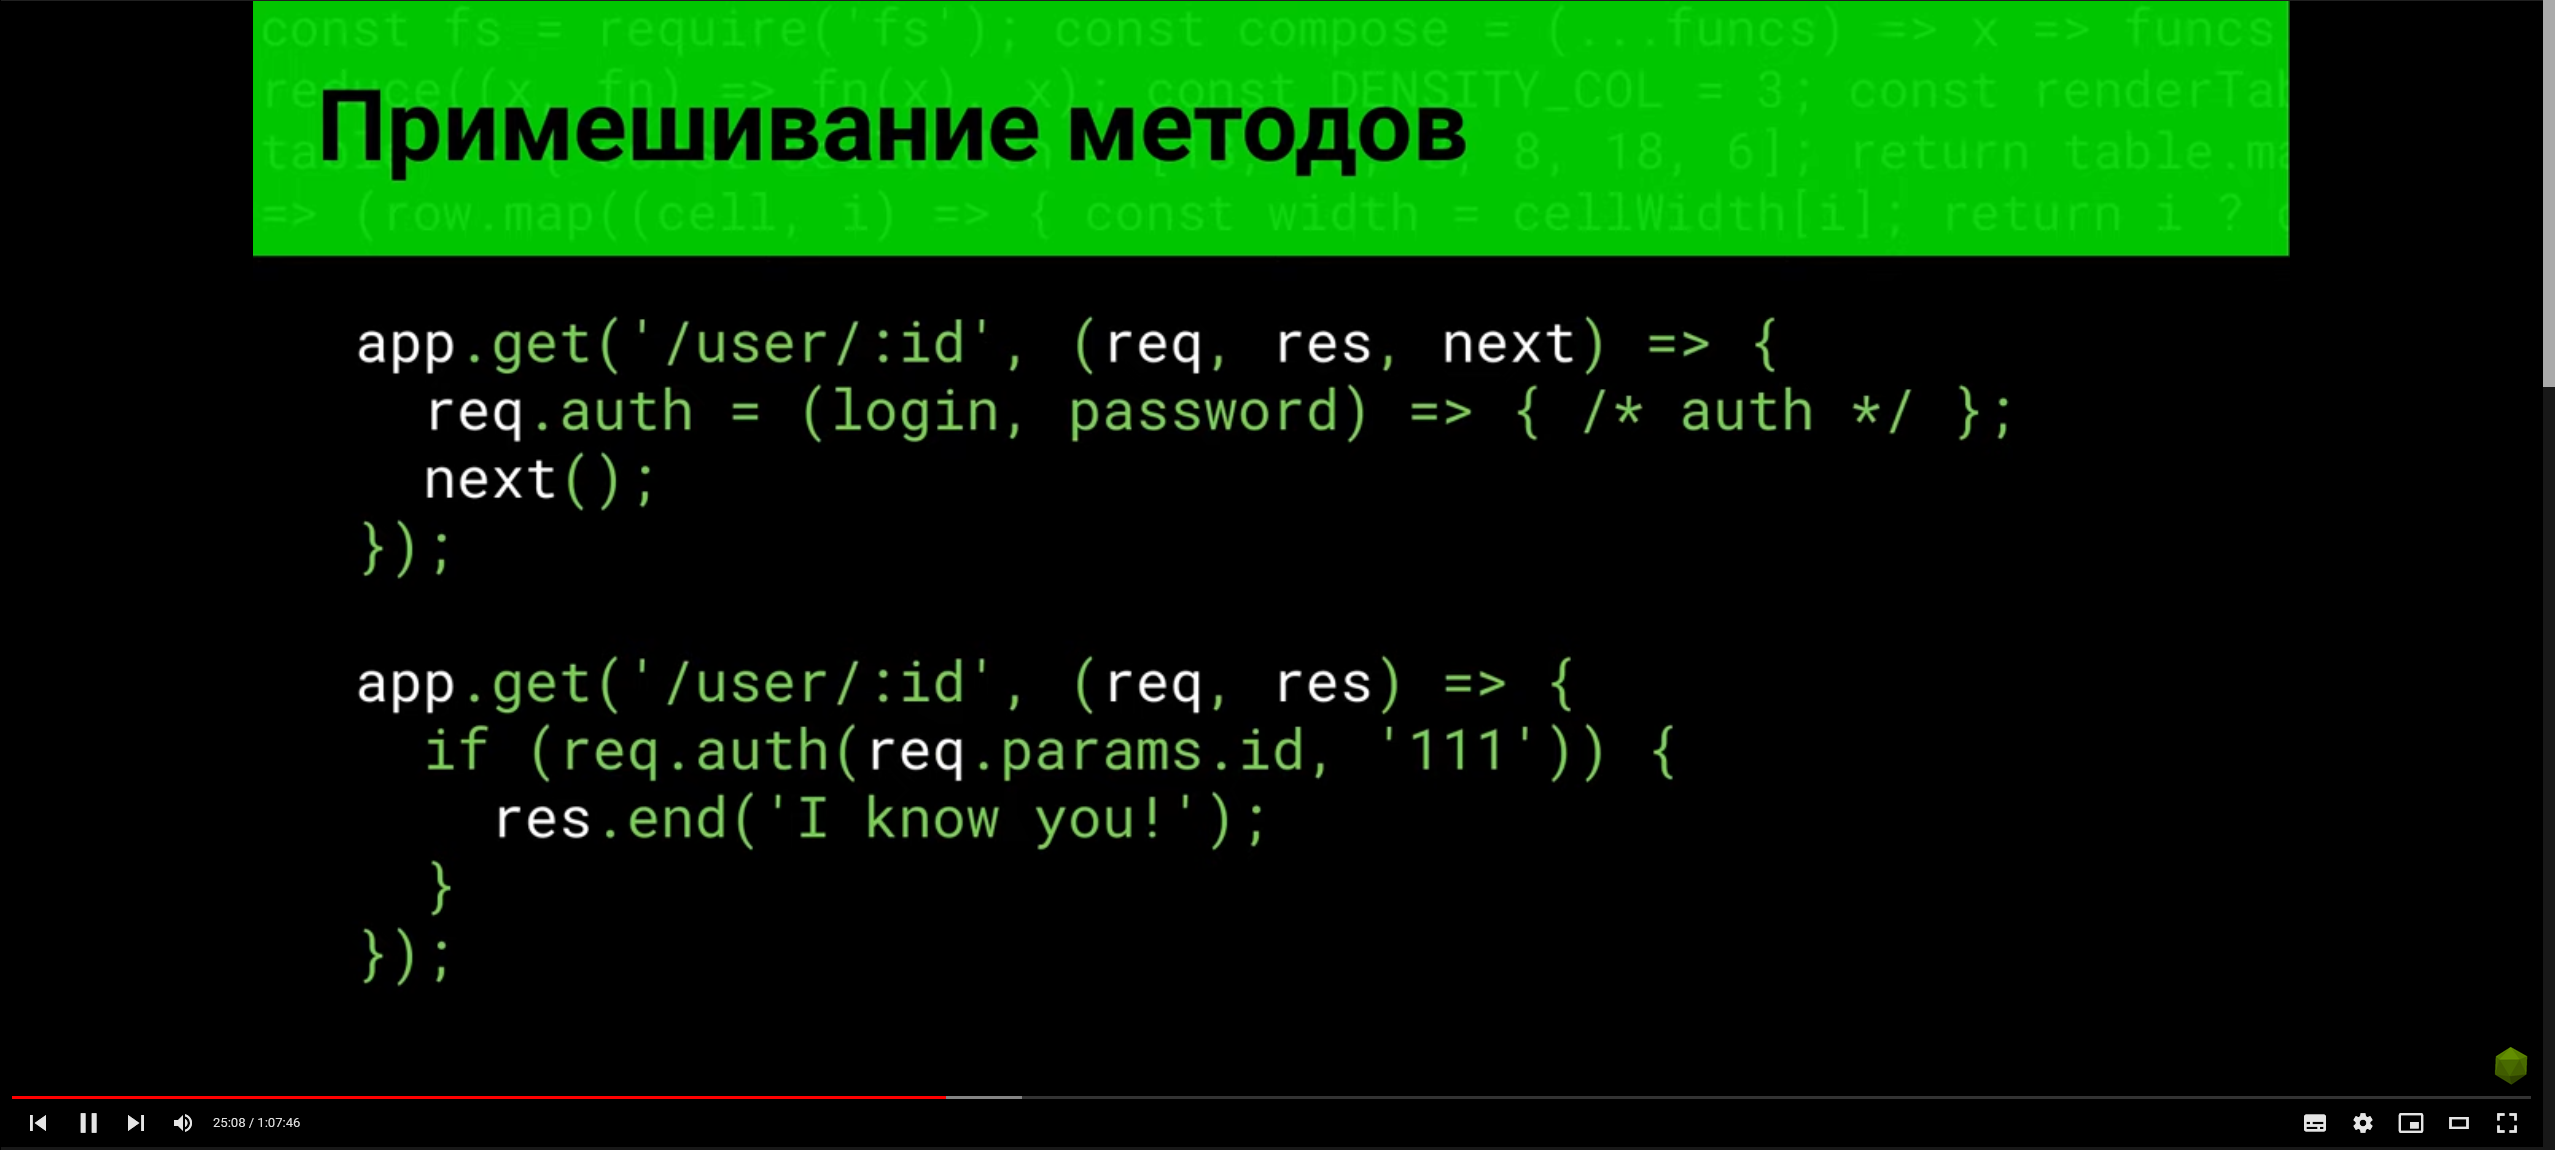 const fs = require('fs'); const compose = (...funcs) => x => funcs
reduce((x, fn) => fn(x), x); const DENSITY_COL = 3; const renderTab
Примешивание методов
8, 18, 6]; return table.ma
=> (row.map((cell, i) => { const width = cellWidth[i]; return i ?
app.get('/user/:id', (req, res, next) => {
req.auth = (login, password) => { /* auth */ };
next();
});
app.get('/user/:id', (req, res) => {
if (req.auth(req.params.id, '111')) {
res.end('I know you!');
}
});
25:08 / 1:07:46